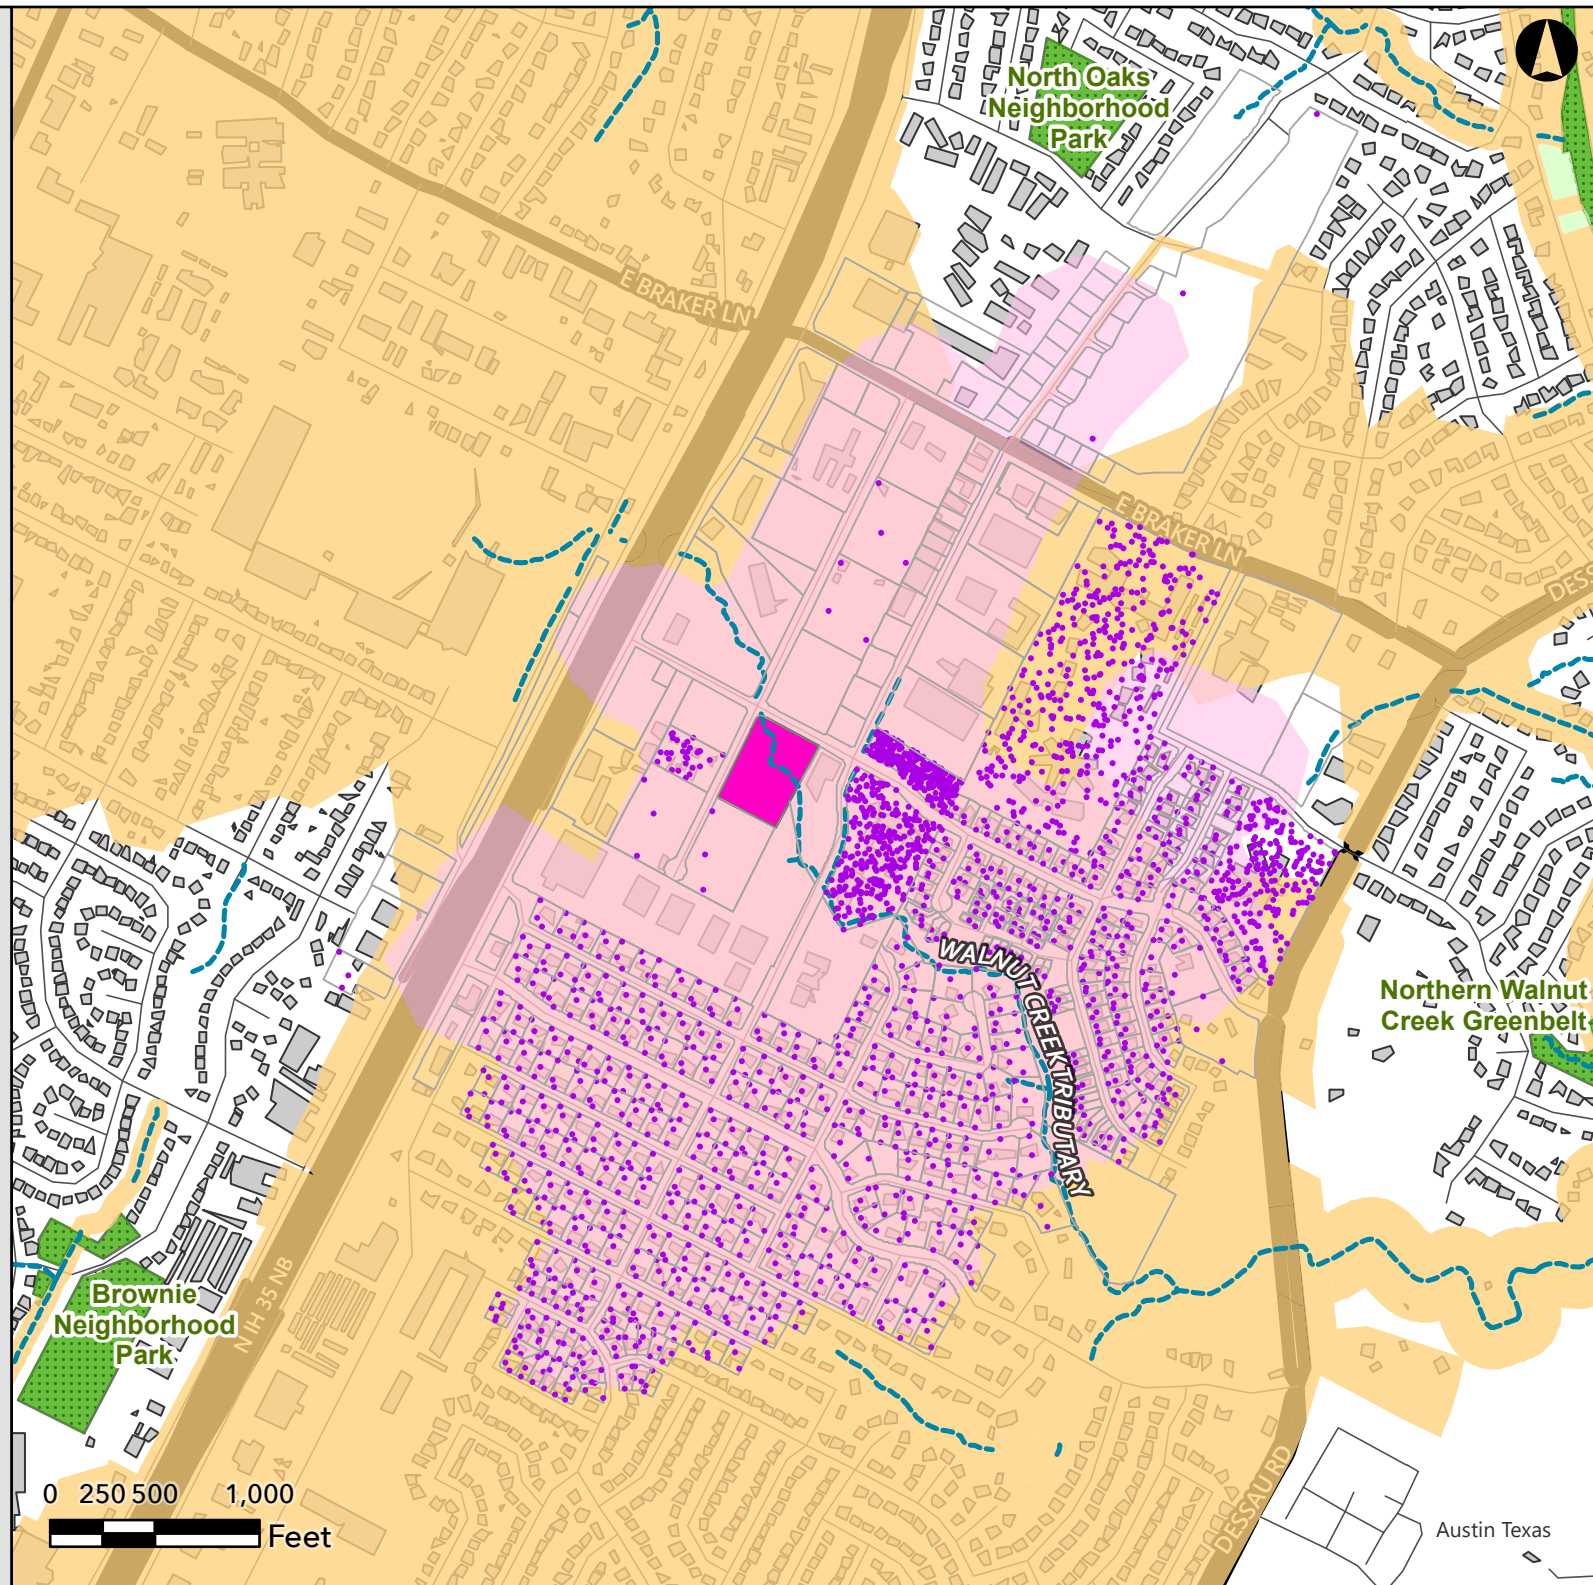 North Oaks
Neighborhood
Park
E BRAKER LN
E BRAKER LN
DESS
WALNUT CREEK TRIBUTARY
Northern Walnut
Creek Greenbelt
Brownie
Neighborhood
Park
N IH 35 NB
DESSAU RD
0 250 500 1,000
Feet
Austin Texas